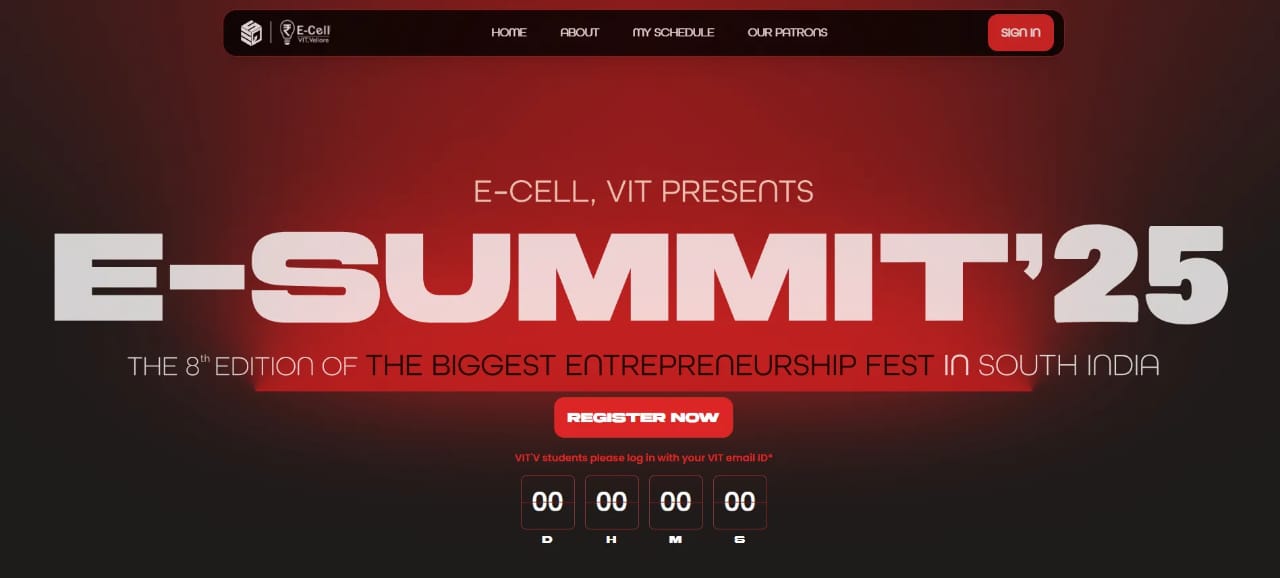 E-Cell
VIT, Vellore
HOME
ABOUT
MY SCHEDULE
OUR PATRONS
SIGN IN
E-CELL, VIT PRESENTS
E-SUMMIT’25
THE 8th EDITION OF THE BIGGEST ENTREPRENEURSHIP FEST IN SOUTH INDIA
REGISTER NOW
VIT'V students please log in with your VIT email ID*
00 00 00 00
D H M S